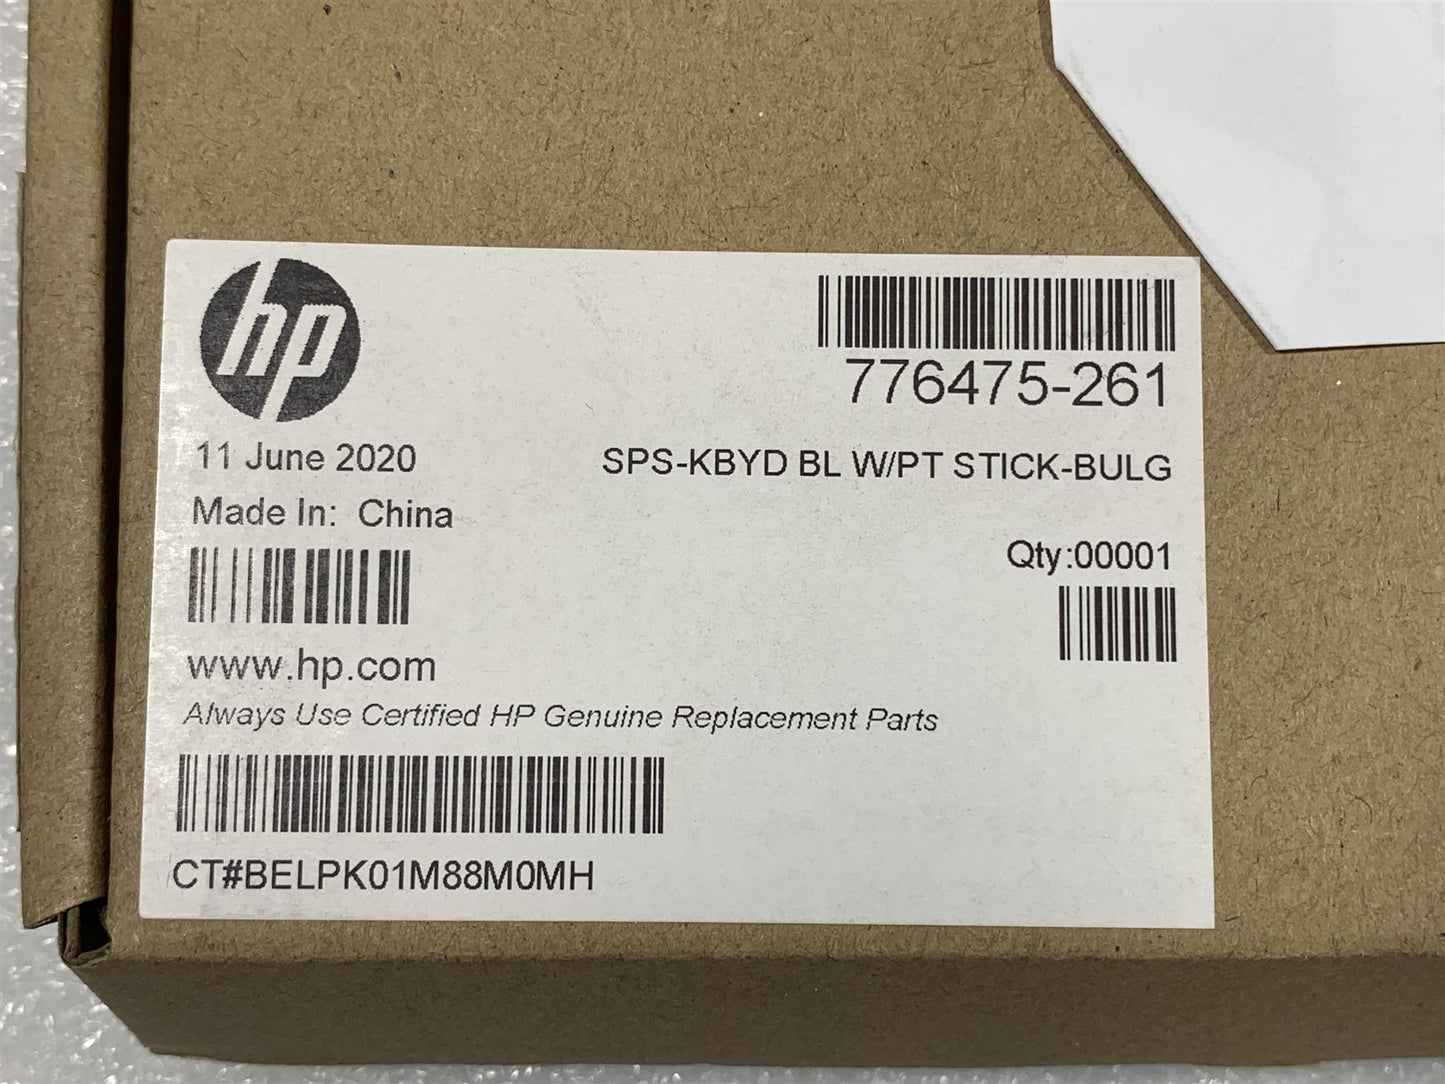 hp
776475-261
11 June 2020
SPS-KBYD BL W/PT STICK-BULG
Made In: China
Qty:00001
www.hp.com
Always Use Certified HP Genuine Replacement Parts
CT#BELPK01M88M0MH